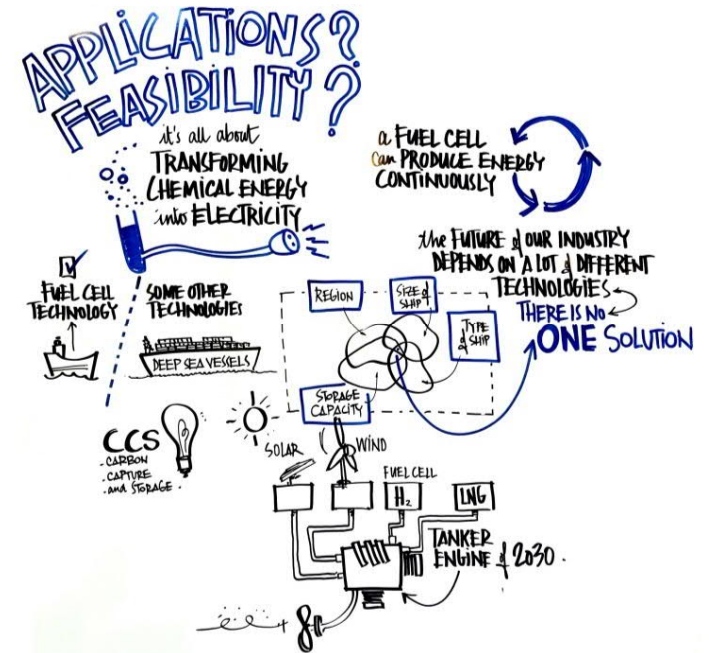 APPLICATIONS?
FEASIBILITY?
it's all about
TRANSFORMING
CHEMICAL ENERGY
into ELECTRICITY
a FUEL CELL
can PRODUCE ENERGY
CONTINUOUSLY
the FUTURE of OUR INDUSTRY
DEPENDS ON A LOT of DIFFERENT
TECHNOLOGIES
THERE IS NO
ONE SOLUTION
FUEL CELL
TECHNOLOGY
SOME OTHER
TECHNOLOGIES
DEEP SEA VESSELS
REGION
SIZE of
SHIP
TYPE
of SHIP
STORAGE
CAPACITY
CCS
- CARBON
- CAPTURE
- and STORAGE.
SOLAR
WIND
FUEL CELL
H₂
LNG
TANKER
ENGINE of 2030.